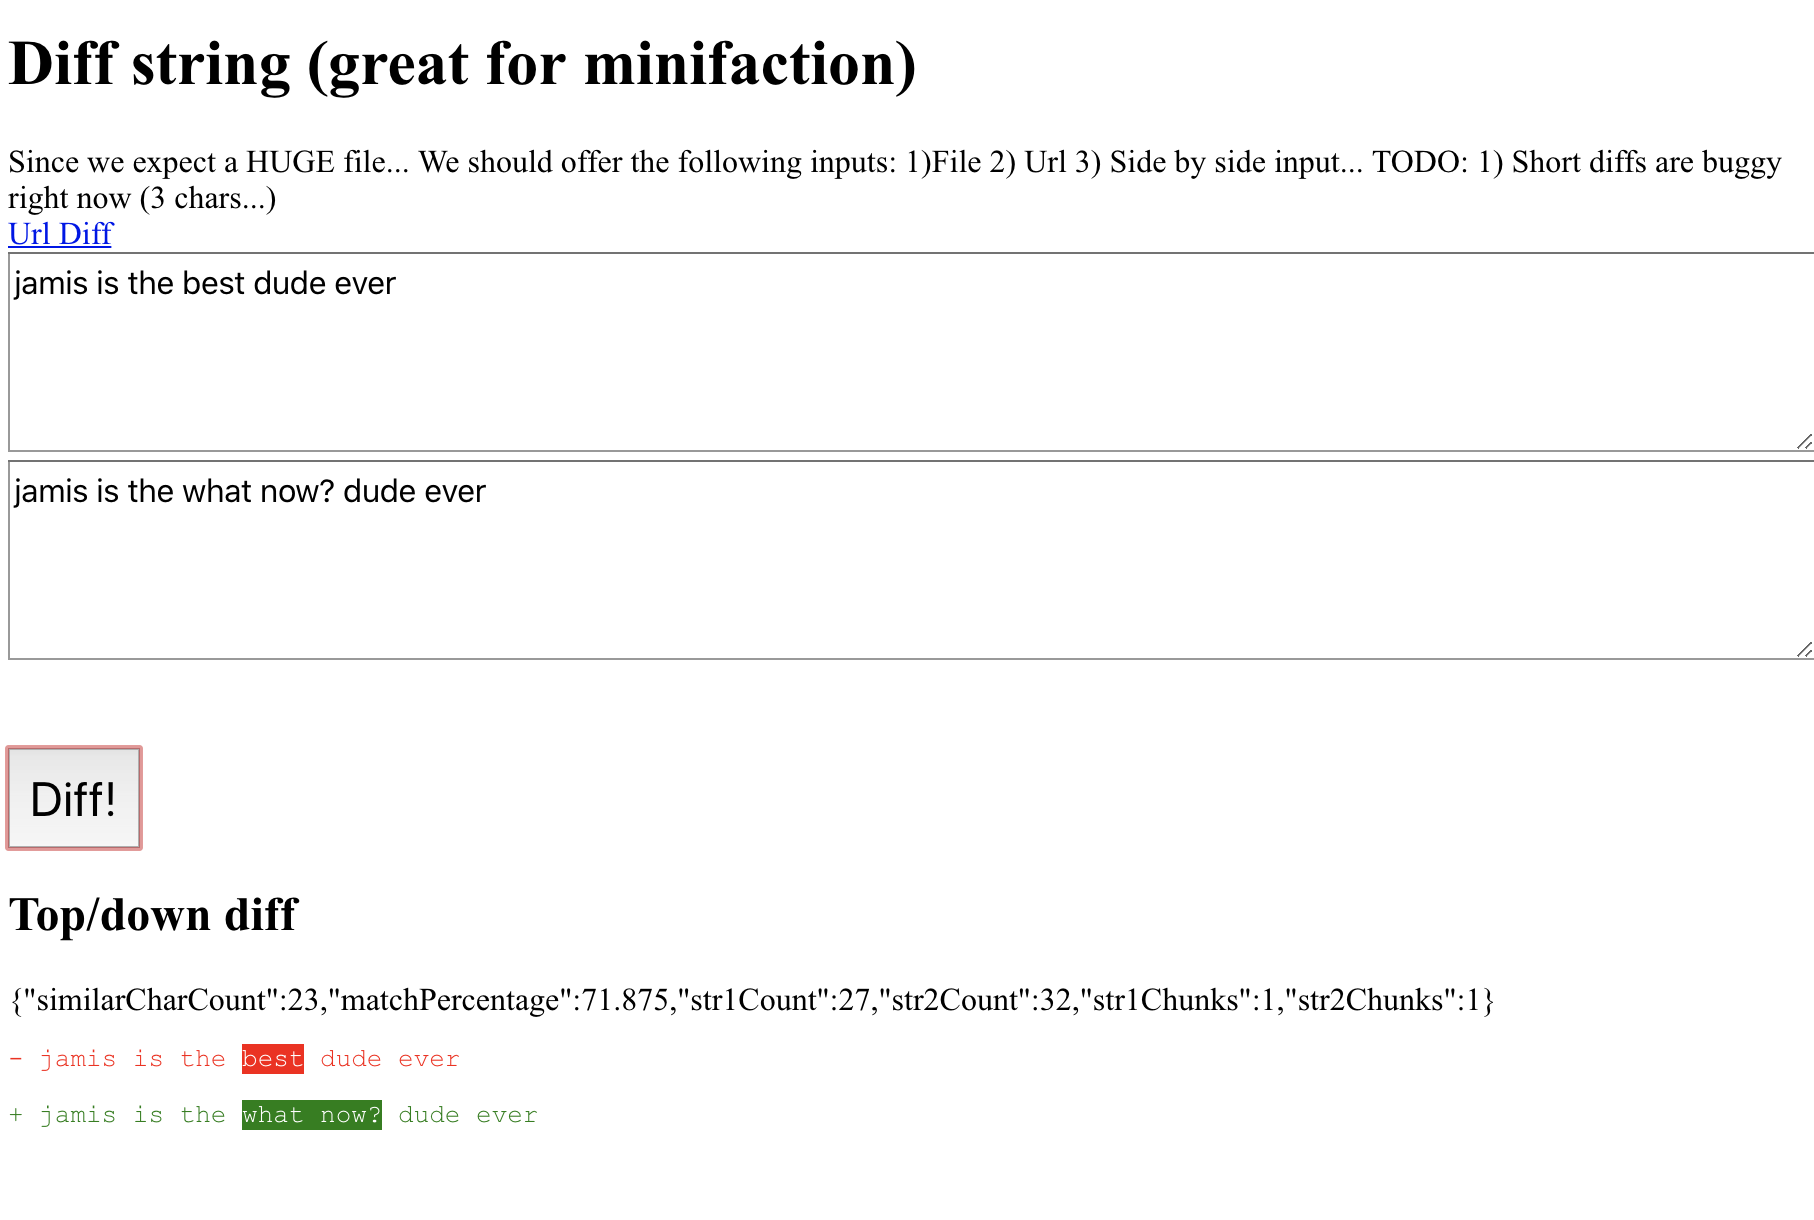 Diff string (great for minifaction)
Since we expect a HUGE file... We should offer the following inputs: 1)File 2) Url 3) Side by side input... TODO: 1) Short diffs are buggy
right now (3 chars...)
Url Diff
jamis is the best dude ever
jamis is the what now? dude ever
Diff!
Top/down diff
{"similarCharCount":23,"matchPercentage":71.875,"str1Count":27,"str2Count":32,"str1Chunks":1,"str2Chunks":1}
- jamis is the best dude ever
+ jamis is the what now? dude ever